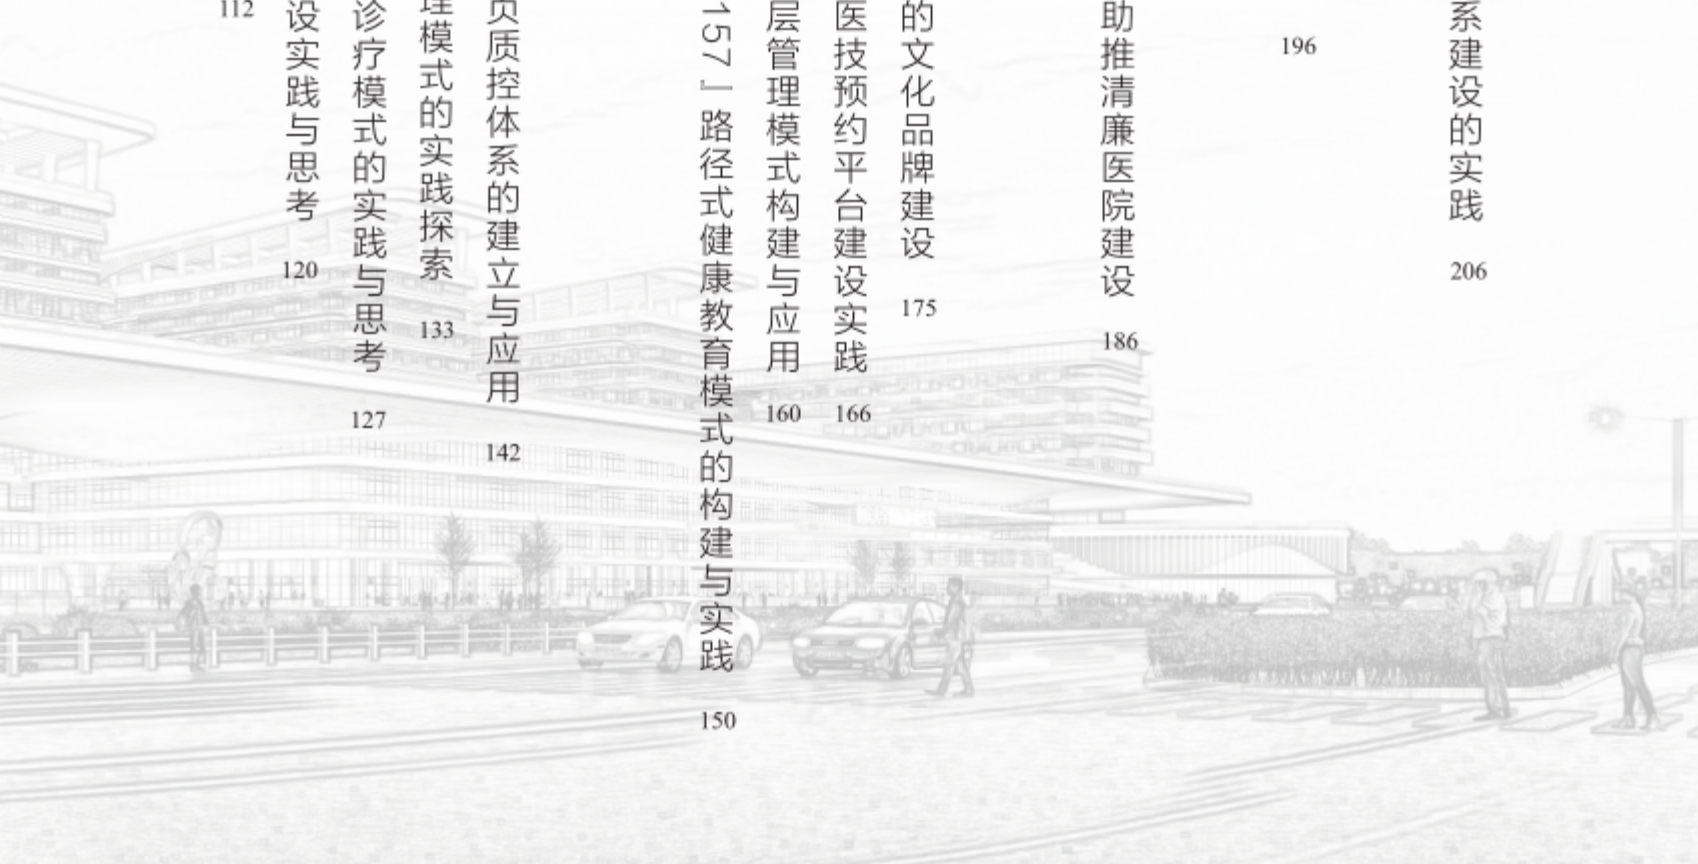 112
设实践与思考 120
诊疗模式的实践与思考 127
理模式的实践探索 133
页质控体系的建立与应用 142
157』路径式健康教育模式的构建与实践 150
层管理模式构建与应用 160
医技预约平台建设实践 166
的文化品牌建设 175
助推清廉医院建设 186
196
系建设的实践 206